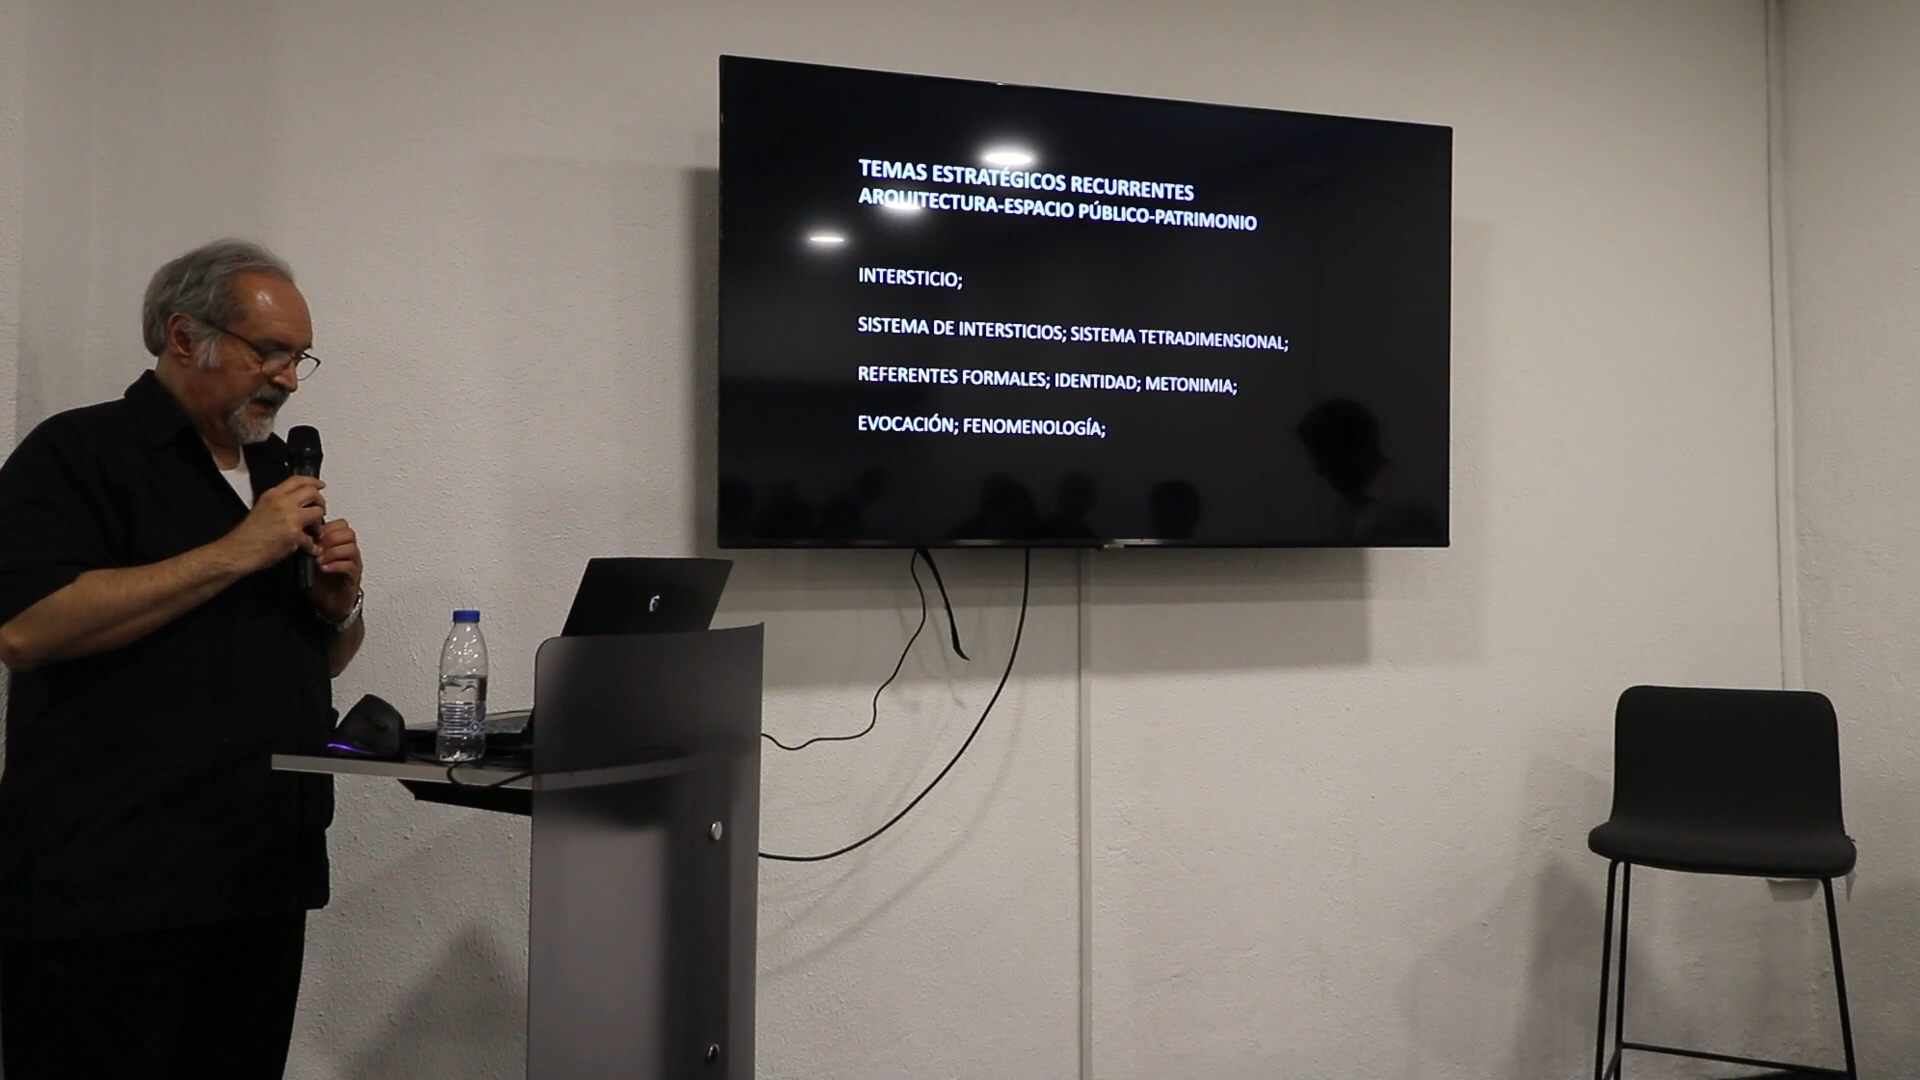 TEMAS ESTRATÉGICOS RECURRENTES
ARQUITECTURA-ESPACIO PÚBLICO-PATRIMONIO
INTERSTICIO;
SISTEMA DE INTERSTICIOS; SISTEMA TETRADIMENSIONAL;
REFERENTES FORMALES; IDENTIDAD; METONIMIA;
EVOCACIÓN; FENOMENOLOGÍA;